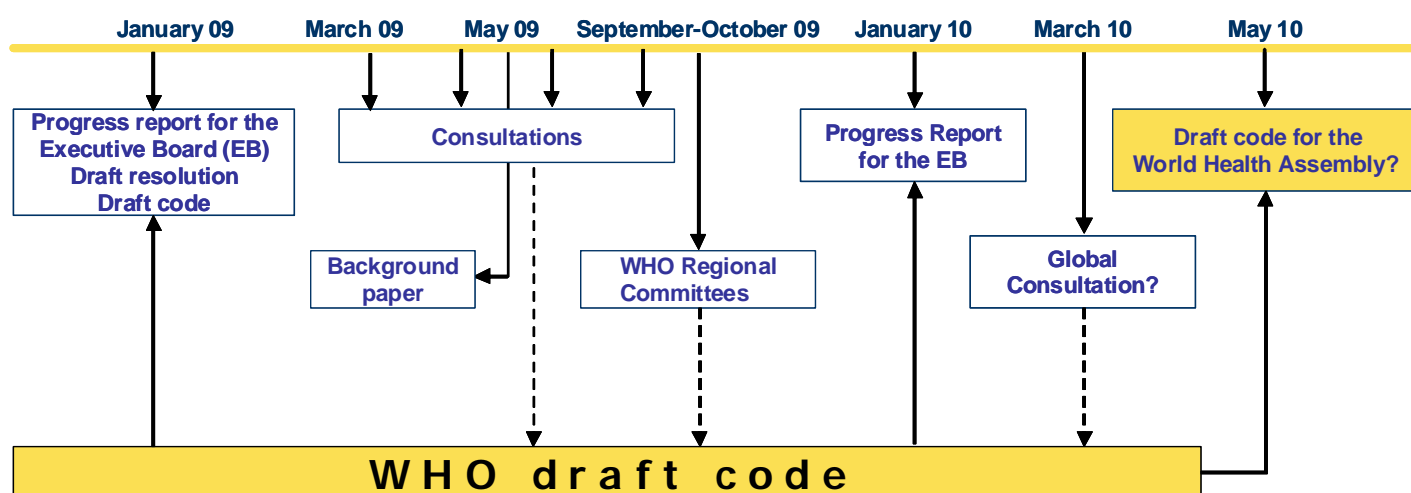 January 09
March 09
May 09
September-October 09
January 10
March 10
May 10
Progress report for the
Executive Board (EB)
Draft resolution
Draft code
Consultations
Progress Report
for the EB
Draft code for the
World Health Assembly?
Background
paper
WHO Regional
Committees
Global
Consultation?
WHO draft code